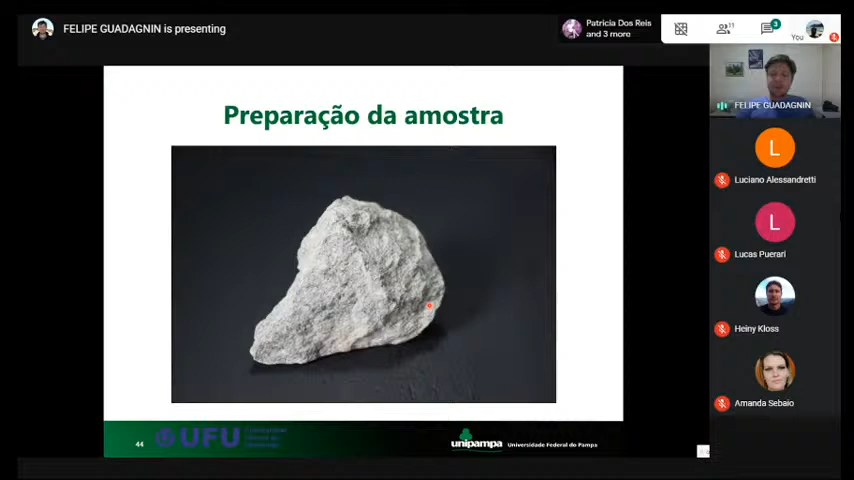 FELIPE GUADAGNIN is presenting
Patricia Dos Reis
and 3 more
11
3
You
Preparação da amostra
FELIPE GUADAGNIN
L
Luciano Alessandretti
L
Lucas Puerari
Heiny Kloss
Amanda Sebaio
44
UFU
unipampa
Universidade Federal do Pampa